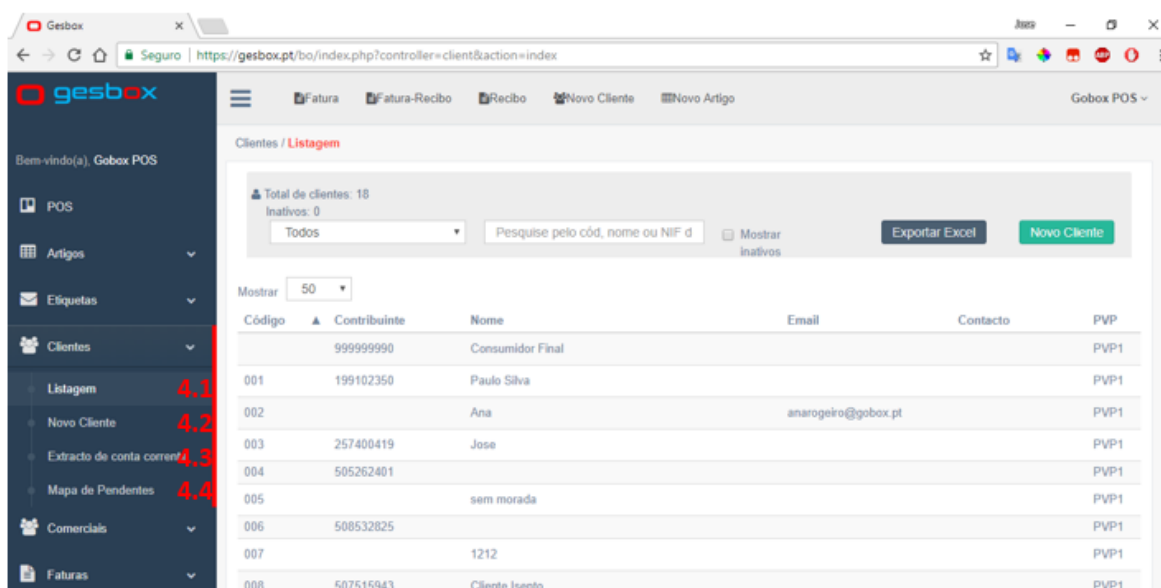 Gesbox
Seguro | https://gesbox.pt/bo/index.php?controller=client&action=index
gesbox
Fatura Fatura-Recibo Recibo Novo Cliente Novo Artigo Gobox POS
Clientes / Listagem
Bem-vindo(a), Gobox POS
POS
Artigos
Etiquetas
Clientes
Listagem 4.1
Novo Cliente 4.2
Extracto de conta corrente 4.3
Mapa de Pendentes 4.4
Comerciais
Faturas
Total de clientes: 18
Inativos: 0
Todos Pesquise pelo cód, nome ou NIF d Mostrar inativos Exportar Excel Novo Cliente
Mostrar 50
Código Contribuinte Nome Email Contacto PVP
999999990 Consumidor Final PVP1
001 199102350 Paulo Silva PVP1
002 Ana anarogeiro@gobox.pt PVP1
003 257400419 Jose PVP1
004 505262401 PVP1
005 sem morada PVP1
006 508532825 PVP1
007 1212 PVP1
008 507515943 Cliente Isento PVP1